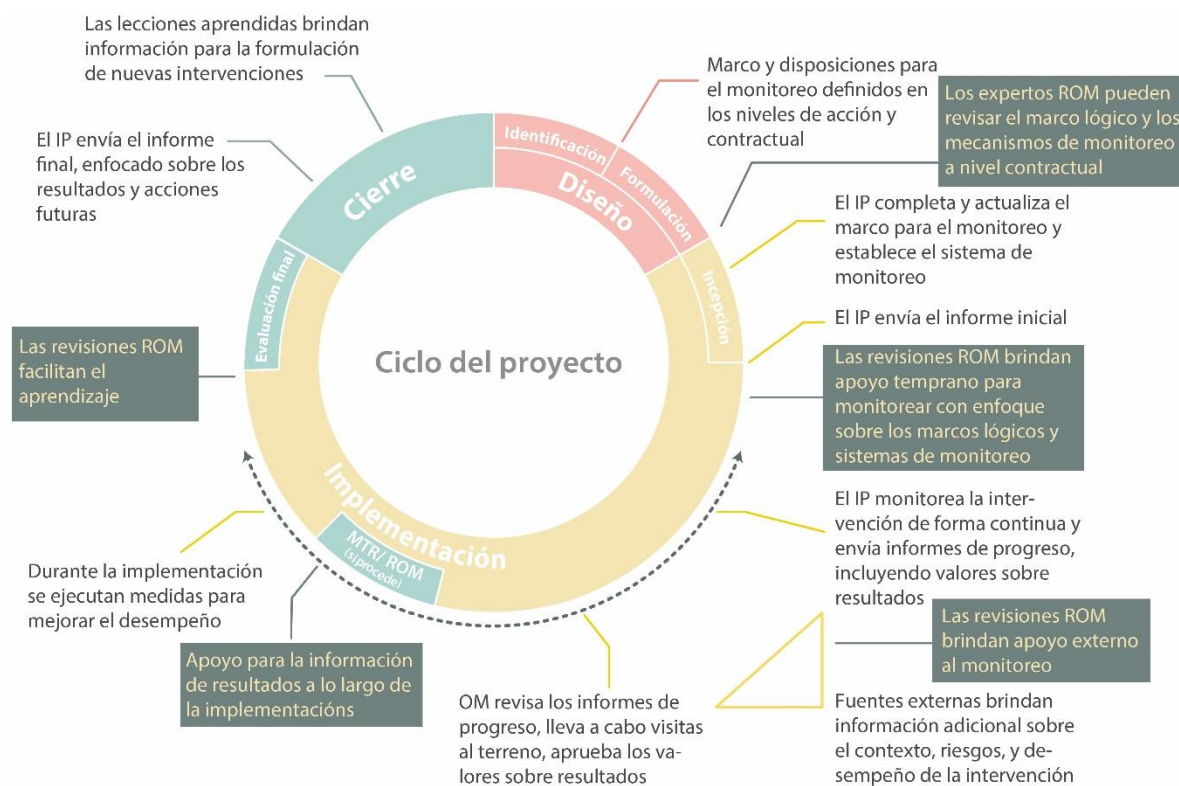 Las lecciones aprendidas brindan
información para la formulación
de nuevas intervenciones
Marco y disposiciones para
el monitoreo definidos en
los niveles de acción y
contractual
Los expertos ROM pueden
revisar el marco lógico y los
mecanismos de monitoreo
a nivel contractual
El IP envía el informe
final, enfocado sobre los
resultados y acciones
futuras
Cierre
Identificación
Formulación
Diseño
Incepción
El IP completa y actualiza el
marco para el monitoreo y
establece el sistema de
monitoreo
El IP envía el informe inicial
Evaluación final
Las revisiones ROM
facilitan el
aprendizaje
Ciclo del proyecto
Las revisiones ROM brindan
apoyo temprano para
monitorear con enfoque
sobre los marcos lógicos y
sistemas de monitoreo
Implementación
MTR/ ROM
(si procede)
El IP monitorea la inter-
vención de forma continua y
envía informes de progreso,
incluyendo valores sobre
resultados
Durante la implementación
se ejecutan medidas para
mejorar el desempeño
Las revisiones ROM
brindan apoyo externo
al monitoreo
Apoyo para la información
de resultados a lo largo de
la implementacións
OM revisa los informes de
progreso, lleva a cabo visitas
al terreno, aprueba los va-
lores sobre resultados
Fuentes externas brindan
información adicional sobre
el contexto, riesgos, y de-
sempeño de la intervención